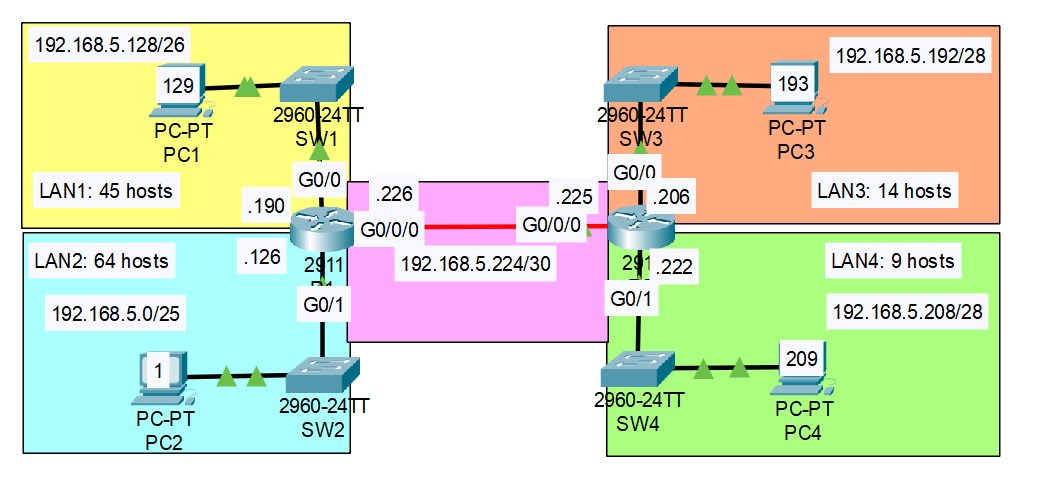 192.168.5.128/26
129
PC-PT
PC1
2960-24TT
SW1
LAN1: 45 hosts
G0/0
.190
LAN2: 64 hosts
.126
2911
192.168.5.0/25
G0/1
1
PC-PT
PC2
2960-24TT
SW2
.226
G0/0/0
.225
G0/0/0
192.168.5.224/30
192.168.5.192/28
193
PC-PT
PC3
2960-24TT
SW3
G0/0
.206
LAN3: 14 hosts
.222
G0/1
LAN4: 9 hosts
192.168.5.208/28
209
PC-PT
PC4
2960-24TT
SW4